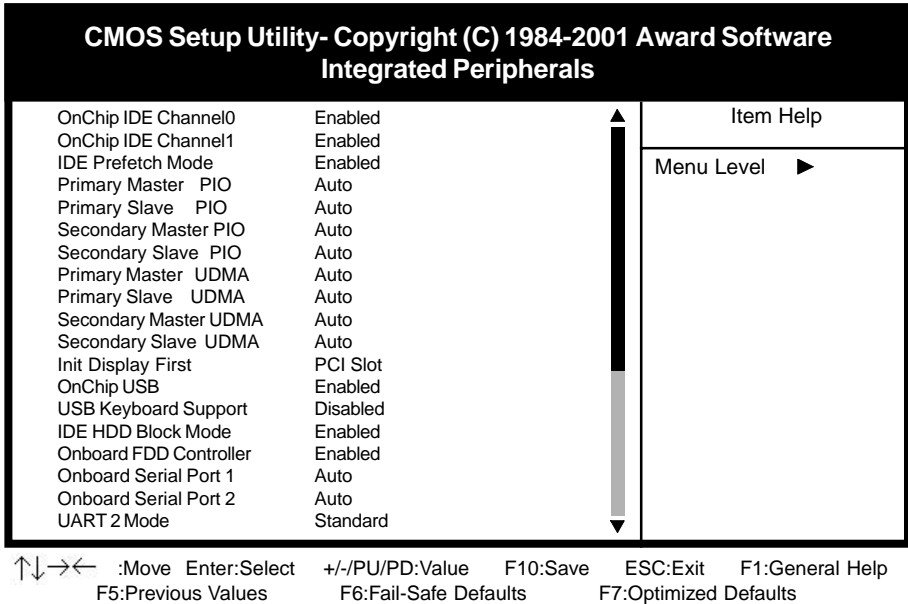 CMOS Setup Utility- Copyright (C) 1984-2001 Award Software
Integrated Peripherals
OnChip IDE Channel0 Enabled
OnChip IDE Channel1 Enabled
IDE Prefetch Mode Enabled
Primary Master PIO Auto
Primary Slave PIO Auto
Secondary Master PIO Auto
Secondary Slave PIO Auto
Primary Master UDMA Auto
Primary Slave UDMA Auto
Secondary Master UDMA Auto
Secondary Slave UDMA Auto
Init Display First PCI Slot
OnChip USB Enabled
USB Keyboard Support Disabled
IDE HDD Block Mode Enabled
Onboard FDD Controller Enabled
Onboard Serial Port 1 Auto
Onboard Serial Port 2 Auto
UART 2 Mode Standard
Item Help
Menu Level ►
↑↓→← :Move Enter:Select +/-/PU/PD:Value F10:Save ESC:Exit F1:General Help
F5:Previous Values F6:Fail-Safe Defaults F7:Optimized Defaults